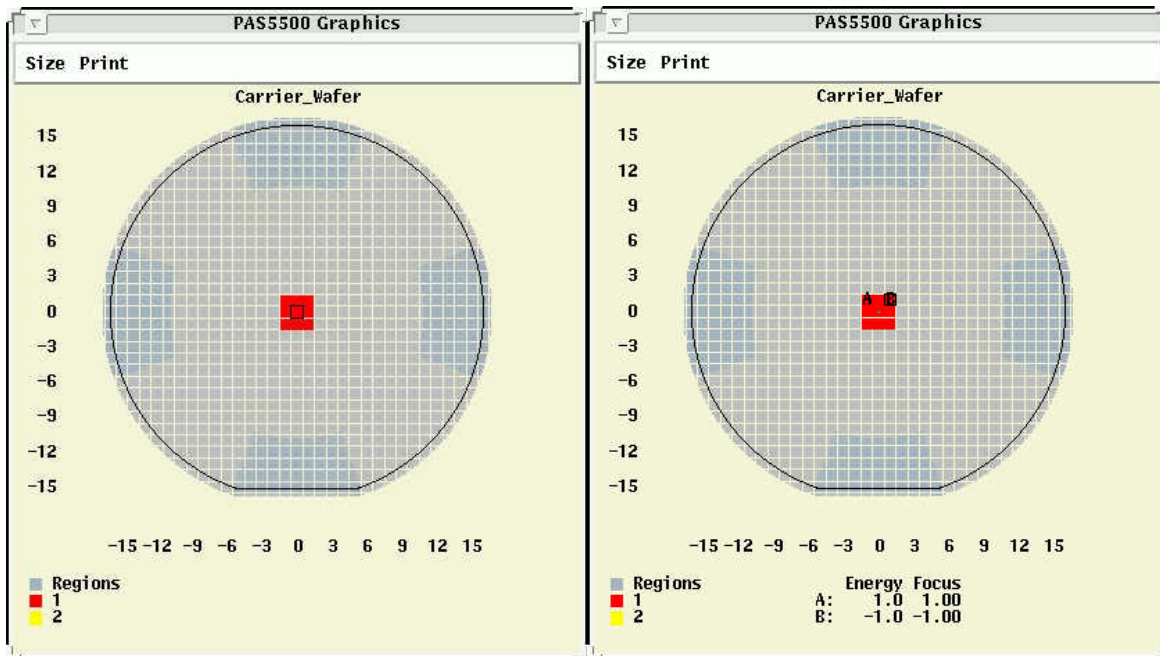 PAS5500 Graphics
Size Print
Carrier_Wafer
15
12
9
6
3
0
-3
-6
-9
-12
-15
-15 -12 -9 -6 -3 0 3 6 9 12 15
Regions
1
2
PAS5500 Graphics
Size Print
Carrier_Wafer
15
12
9
6
3
0
-3
-6
-9
-12
-15
A B
-15 -12 -9 -6 -3 0 3 6 9 12 15
Regions Energy Focus
1 A: 1.0 1.00
2 B: -1.0 -1.00